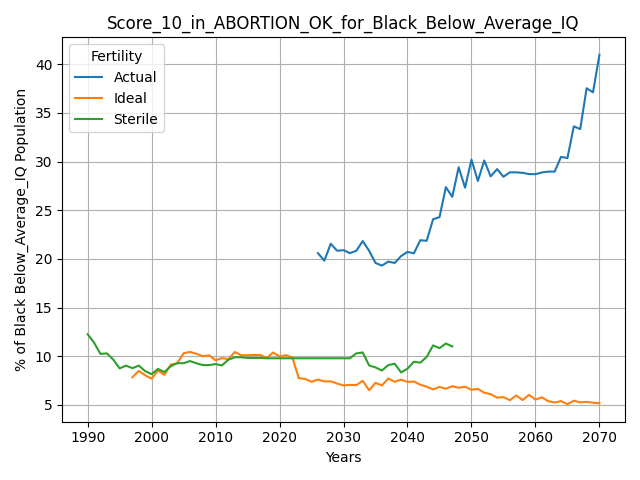 Score_10_in_ABORTION_OK_for_Black_Below_Average_IQ
Fertility
Actual
Ideal
Sterile
% of Black Below_Average_IQ Population
40
35
30
25
20
15
10
5
1990 2000 2010 2020 2030 2040 2050 2060 2070
Years